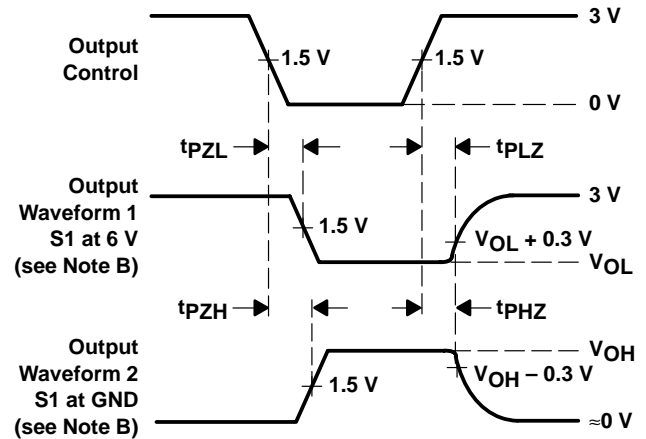 3 V
Output
Control
1.5 V
1.5 V
0 V
tPZL
tPLZ
Output
Waveform 1
S1 at 6 V
(see Note B)
3 V
1.5 V
VOL + 0.3 V
VOL
tPZH
tPHZ
Output
Waveform 2
S1 at GND
(see Note B)
VOH
1.5 V
VOH – 0.3 V
≈0 V